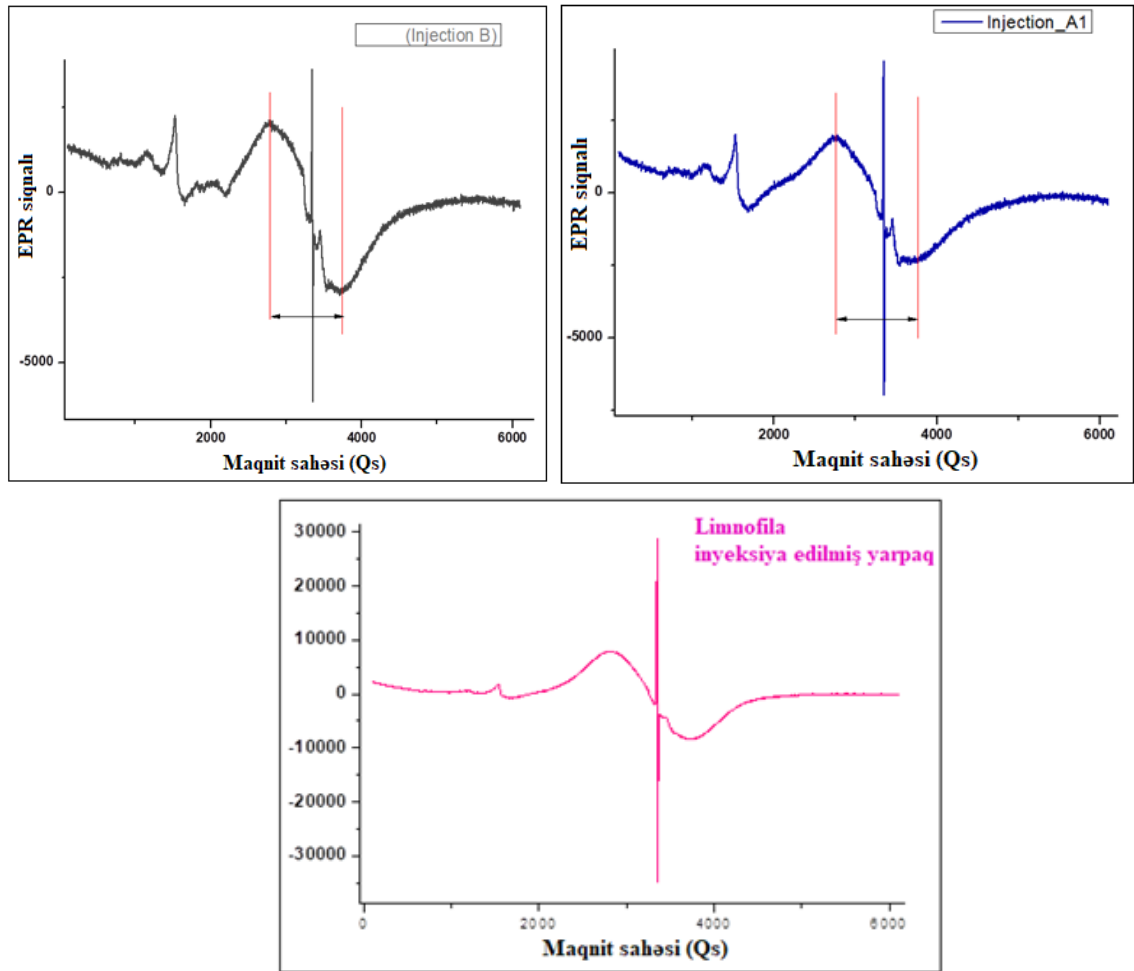 (Injection B)
EPR siqnalı
0
-5000
2000
4000
6000
Maqnit sahəsi (Qs)
Injection_A1
EPR siqnalı
0
-5000
2000
4000
6000
Maqnit sahəsi (Qs)
Limnofila
inyeksiya edilmiş yarpaq
30000
20000
10000
0
-10000
-20000
-30000
0
2000
4000
6000
Maqnit sahəsi (Qs)